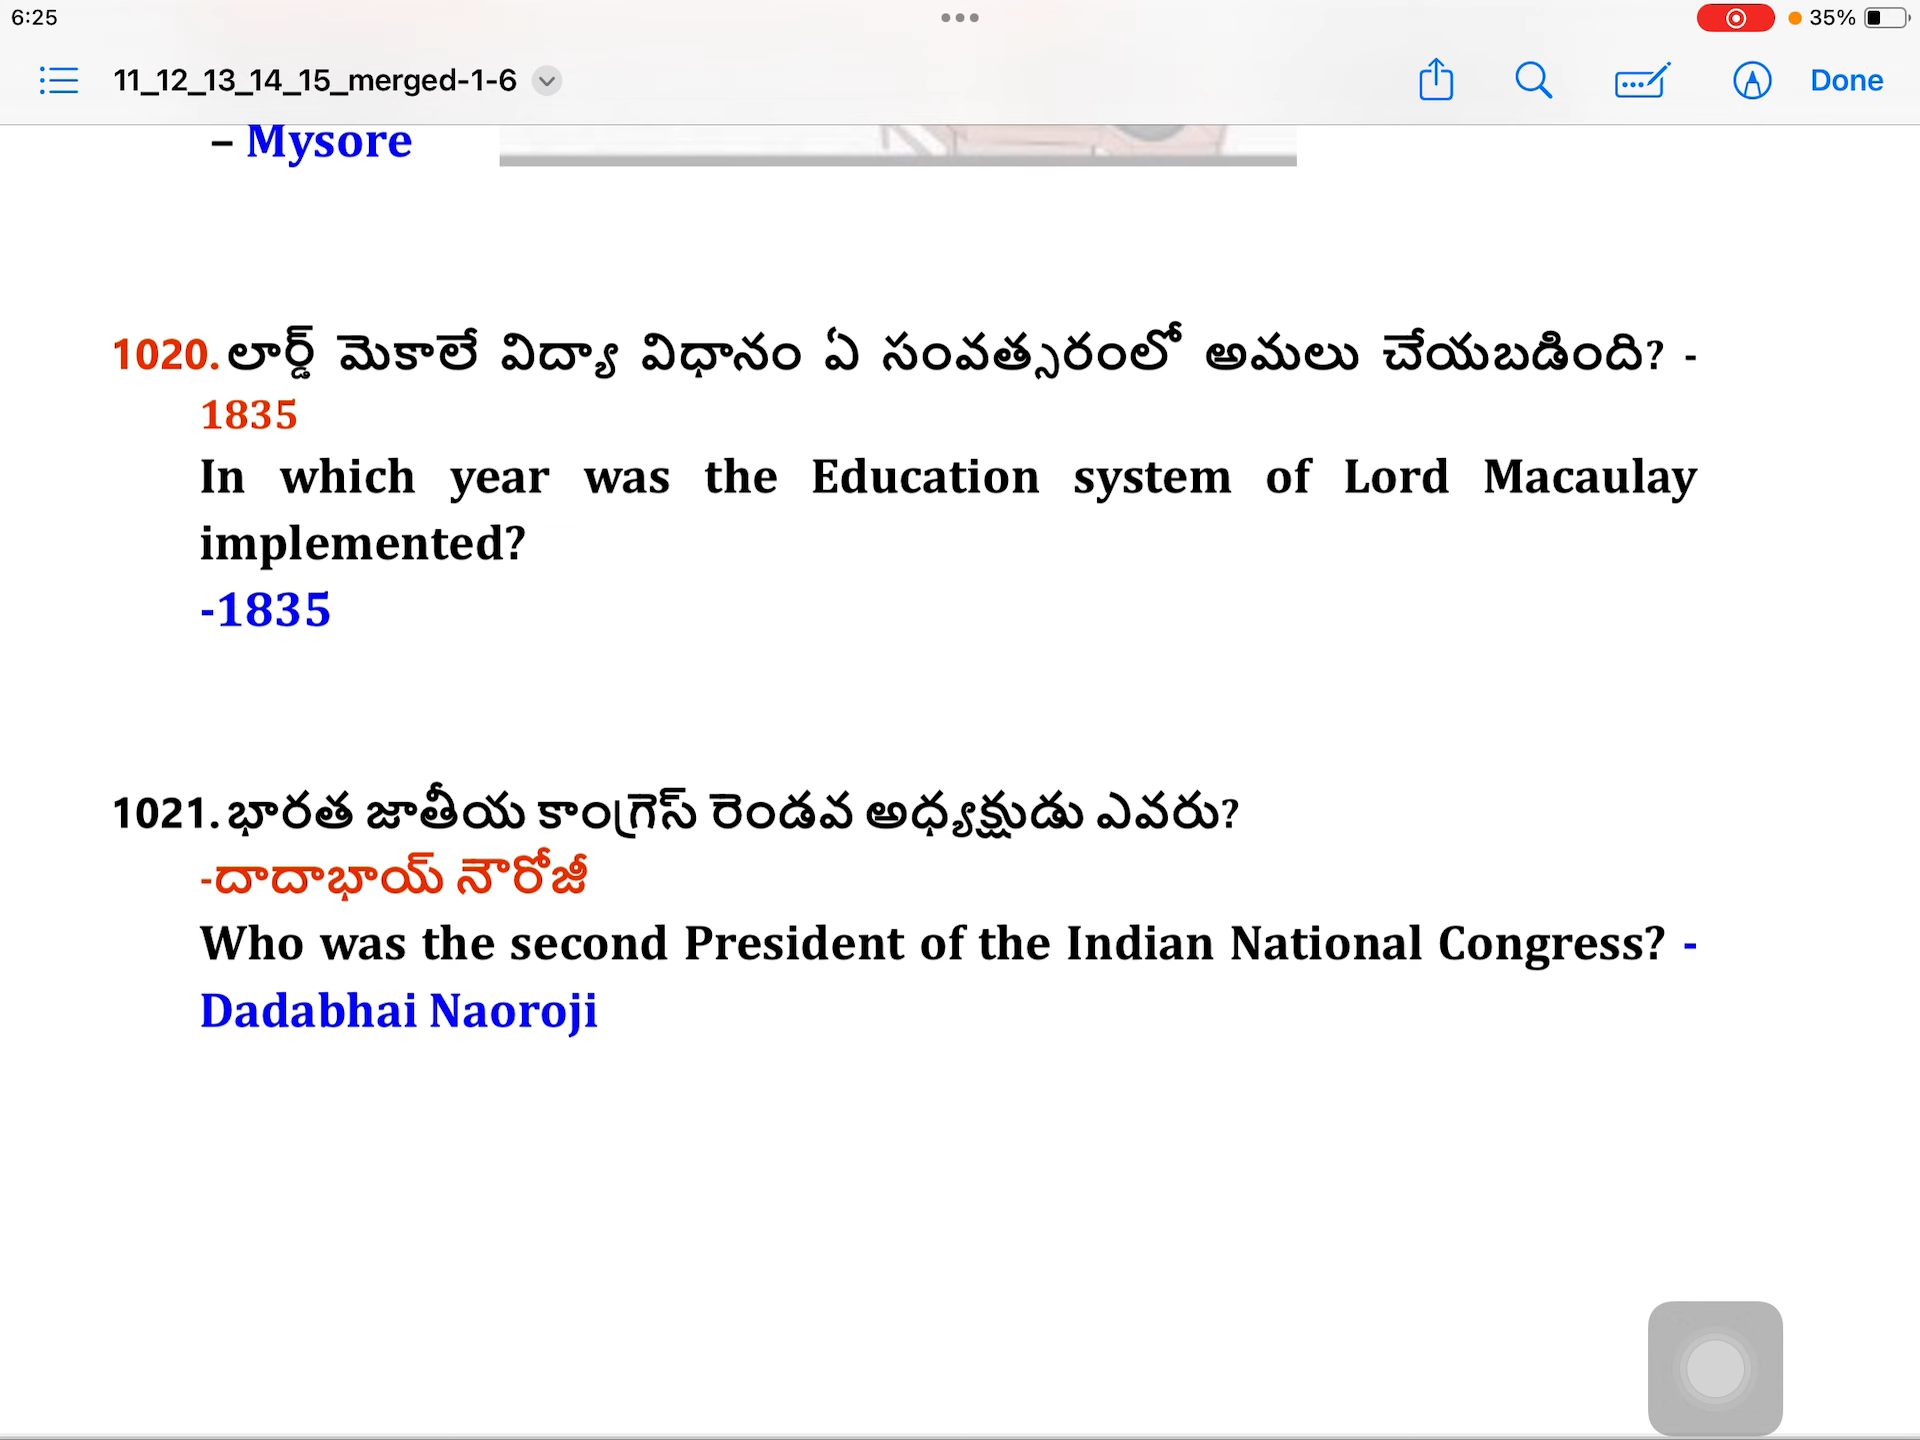 6:25
35%
11_12_13_14_15_merged-1-6
Done
– Mysore
1020. లార్డ్ మెకాలే విద్యా విధానం ఏ సంవత్సరంలో అమలు చేయబడింది? -
1835
In which year was the Education system of Lord Macaulay
implemented?
-1835
1021. భారత జాతీయ కాంగ్రెస్ రెండవ అధ్యక్షుడు ఎవరు?
-దాదాభాయ్ నౌరోజీ
Who was the second President of the Indian National Congress? -
Dadabhai Naoroji